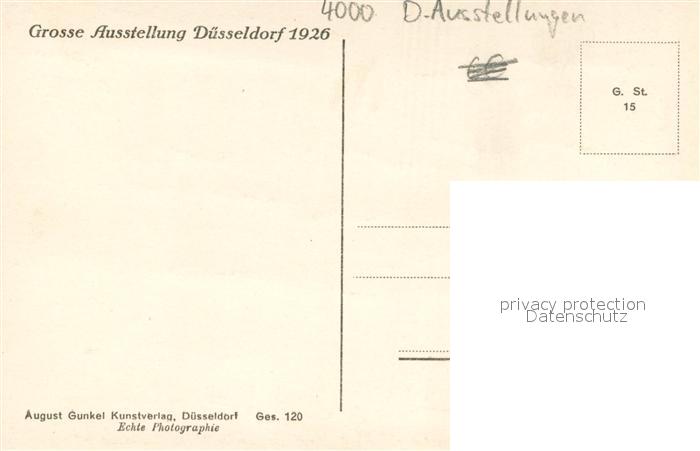 4000 D-Ausstellungen
Grosse Ausstellung Düsseldorf 1926
G. St.
15
privacy protection
Datenschutz
August Gunkel Kunstverlag, Düsseldorf Ges. 120
Echte Photographie